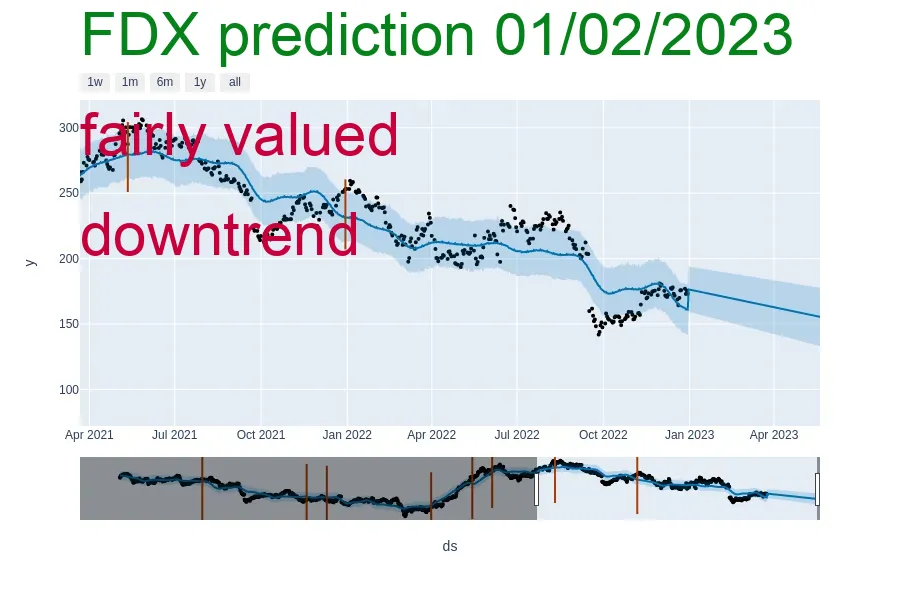 FDX prediction 01/02/2023
1w 1m 6m 1y all
fairly valued
downtrend
300
250
200
150
100
y
Apr 2021 Jul 2021 Oct 2021 Jan 2022 Apr 2022 Jul 2022 Oct 2022 Jan 2023 Apr 2023
ds